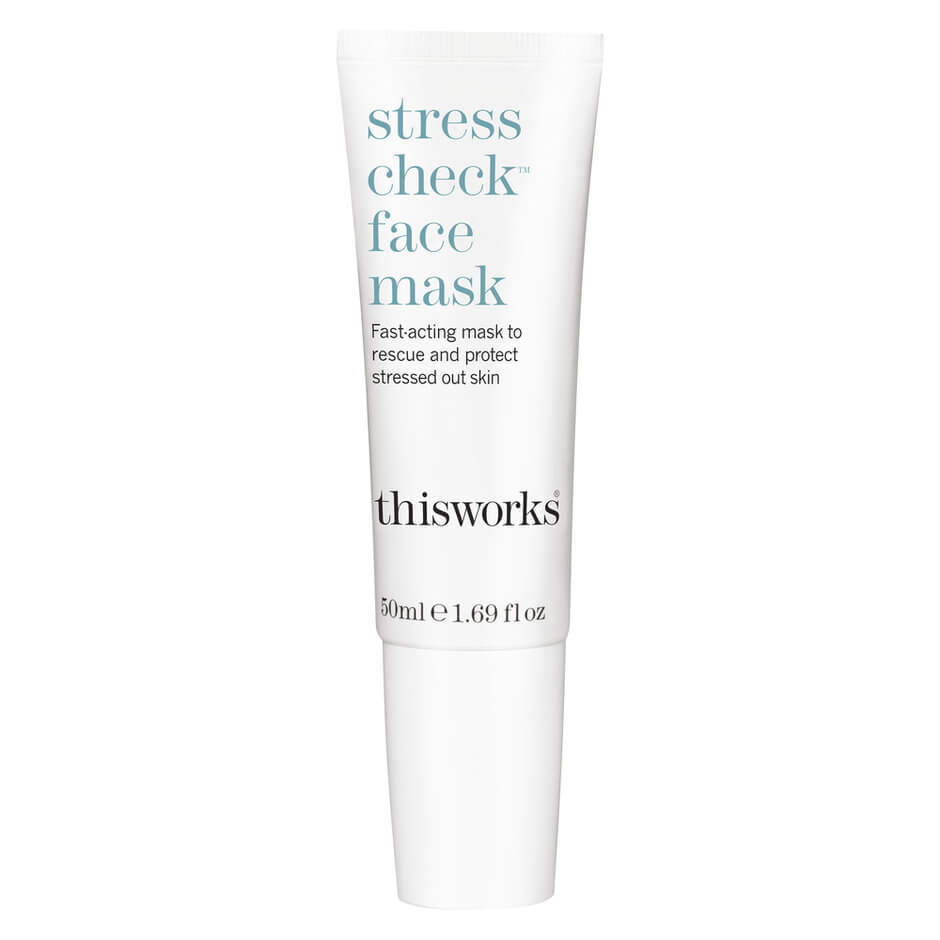 stress
check™
face
mask
Fast-acting mask to
rescue and protect
stressed out skin
thisworks®
50ml ℮ 1.69 fl oz